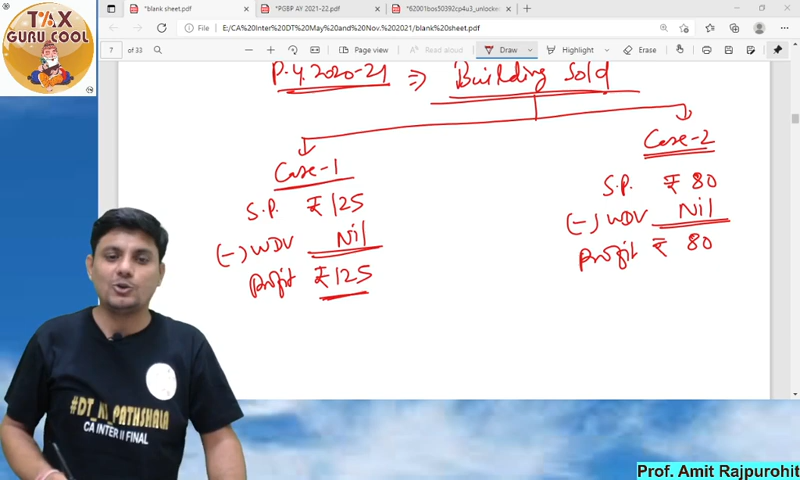 TAX
GURU COOL
*blank sheet.pdf
*PGBP AY 2021-22.pdf
*62001bos50392cp4u3_unlocked
File
E:/CA%20Inter%20DT%20May%20and%20Nov.%202021/blank%20sheet.pdf
7 of 33
Page view
Read aloud
Draw
Highlight
Erase
P.Y. 2020-21 ⇒ Building Sold
Case-1
S.P. ₹125
(-) WDV Nil
Profit ₹125
Case-2
S.P. ₹ 80
(-) WDV Nil
Profit ₹ 80
#DT_KI_PATHSHALA
CA INTER II FINAL
Prof. Amit Rajpurohit